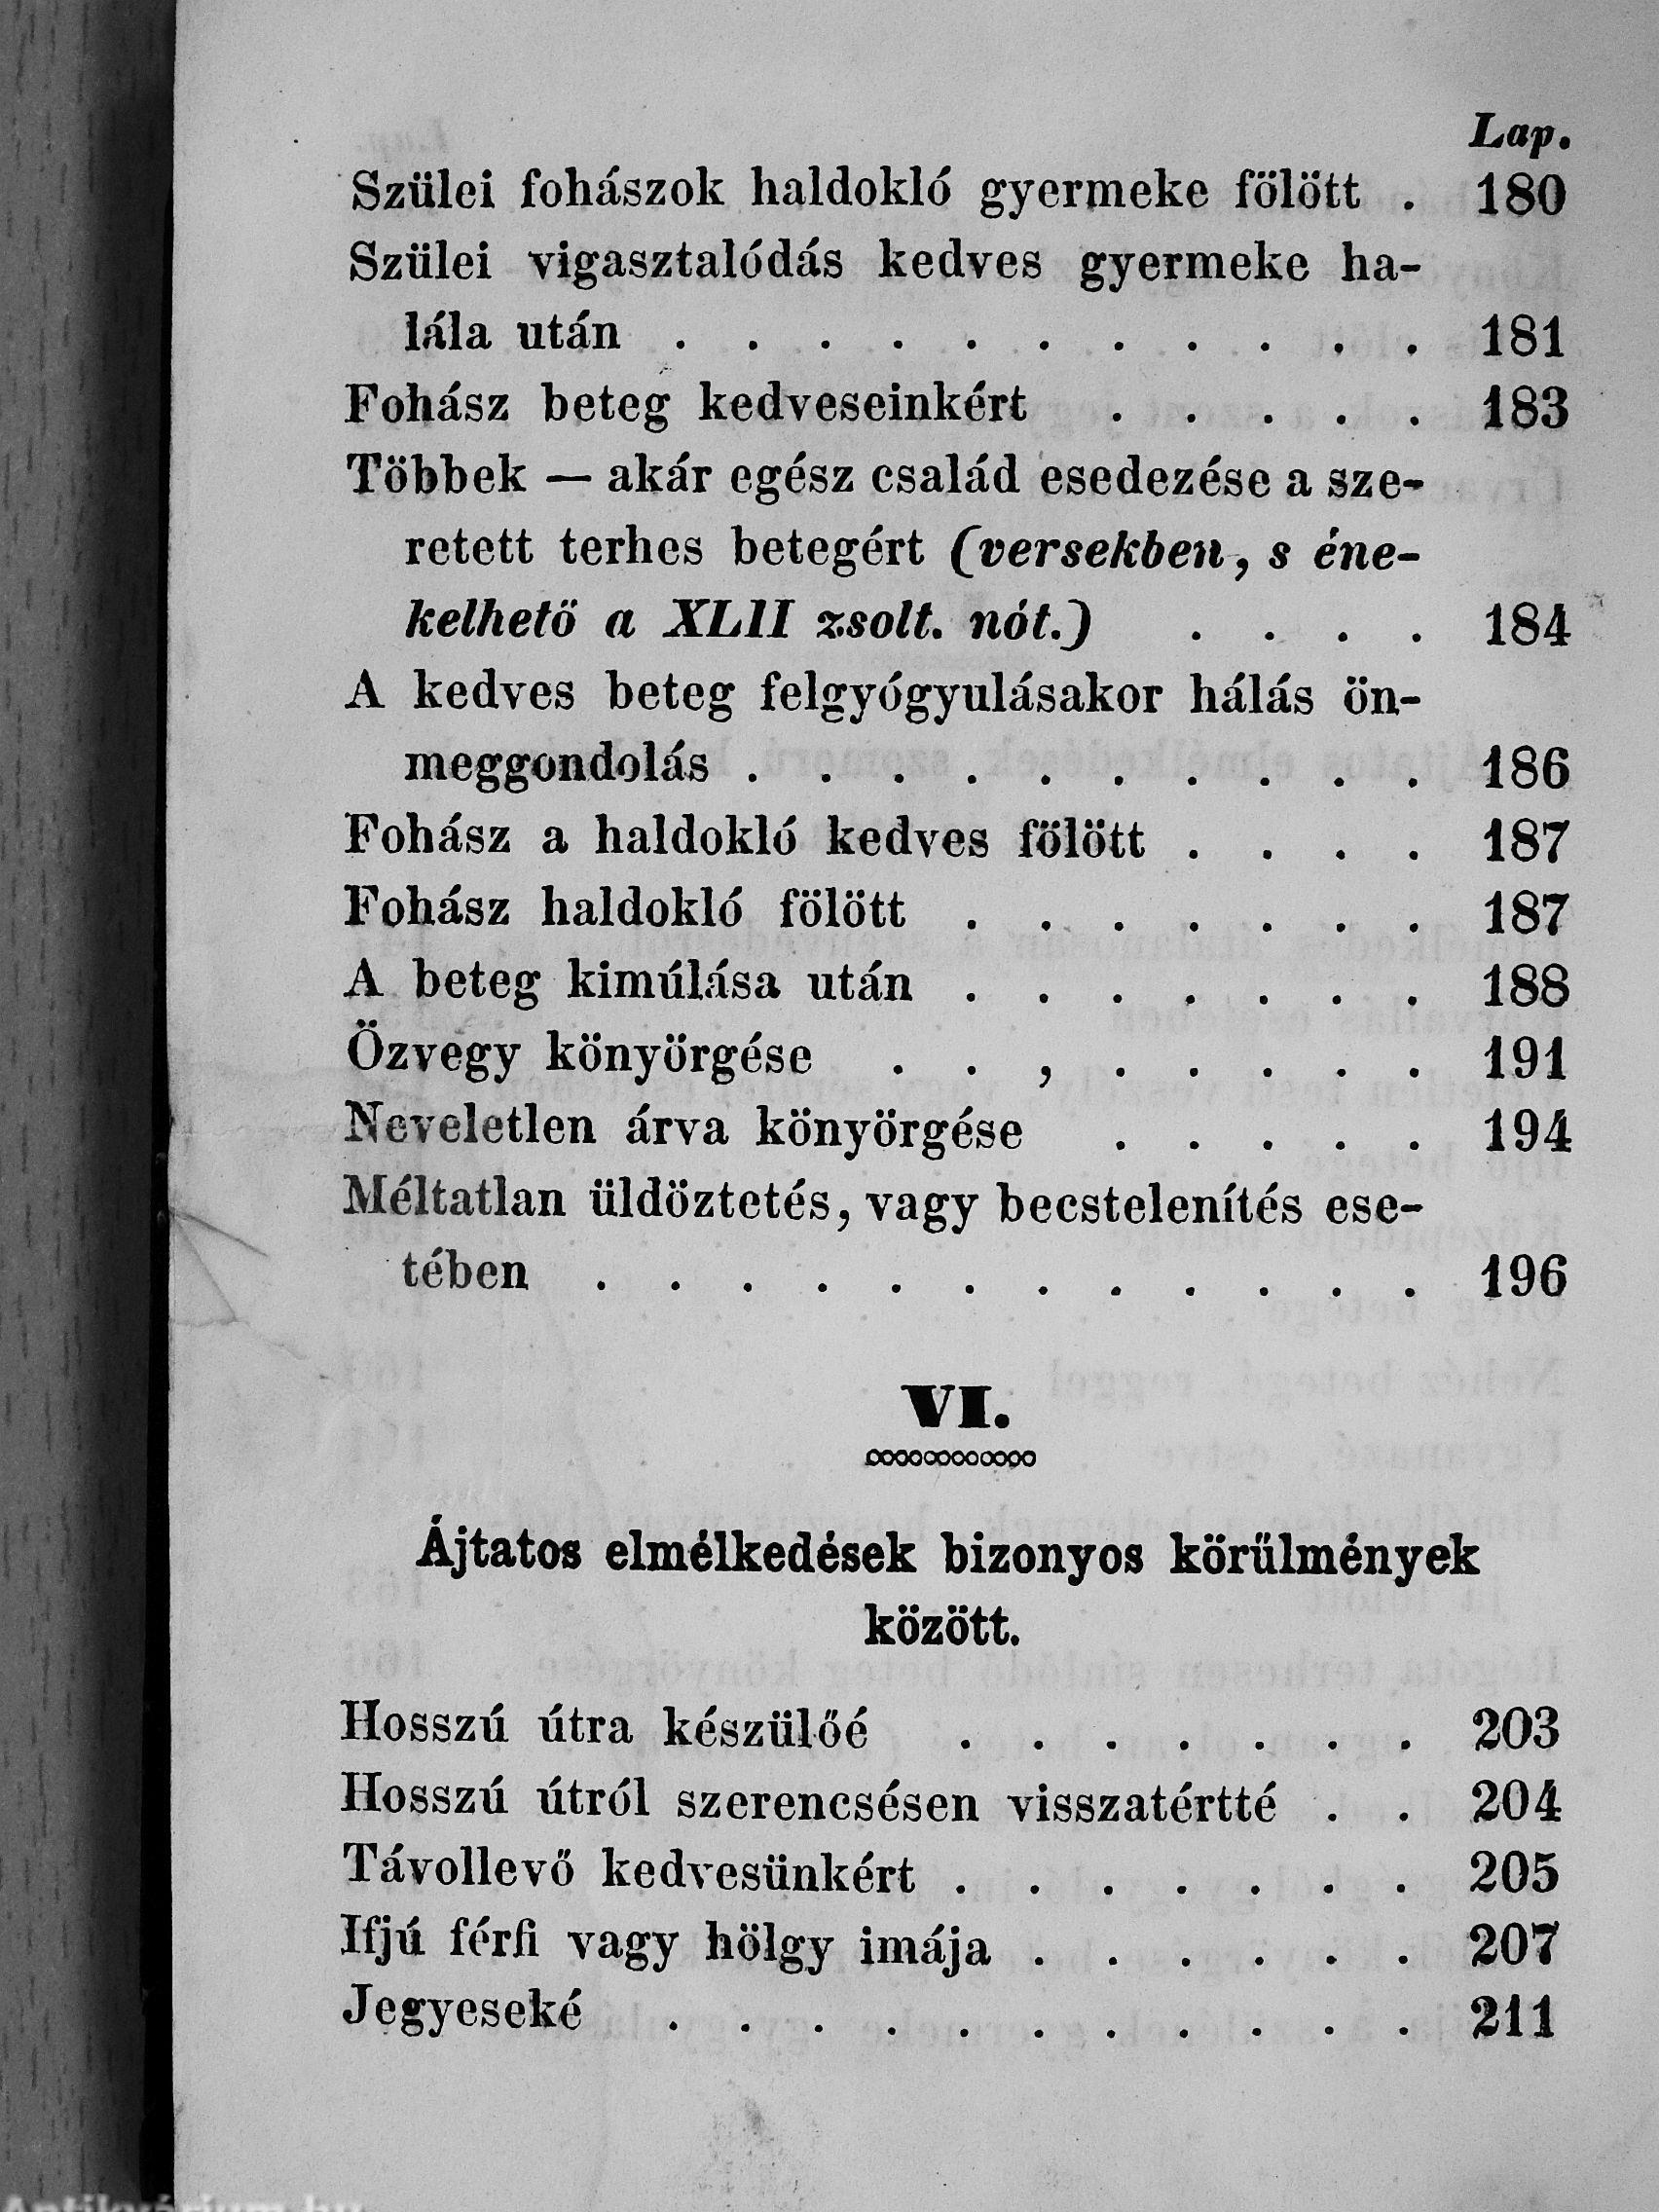 Lap.
Szülei fohászok haldokló gyermeke fölött . 180
Szülei vigasztalódás kedves gyermeke ha-
lála után . . . . . . . . . . . 181
Fohász beteg kedveseinkért . . . . . 183
Többek — akár egész család esedezése a sze-
retett terhes betegért (versekben, s éne-
kelhető a XLII zsolt. nót.) . . . . 184
A kedves beteg felgyógyulásakor hálás ön-
meggondolás . . . . . . . . . . 186
Fohász a haldokló kedves fölött . . . . 187
Fohász haldokló fölött . . . . . . . 187
A beteg kimúlása után . . . . . . . 188
Özvegy könyörgése . . , . . . . . 191
Neveletlen árva könyörgése . . . . . 194
Méltatlan üldöztetés, vagy becstelenítés ese-
tében . . . . . . . . . . . . 196
VI.
Ájtatos elmélkedések bizonyos körűlmények
között.
Hosszú útra készülőé . . . . . . . 203
Hosszú útról szerencsésen visszatértté . . 204
Távollevő kedvesünkért . . . . . . . 205
Ifjú férfi vagy hölgy imája . . . . . . 207
Jegyeseké . . . . . . . . . . . 211
Antikvárium.hu